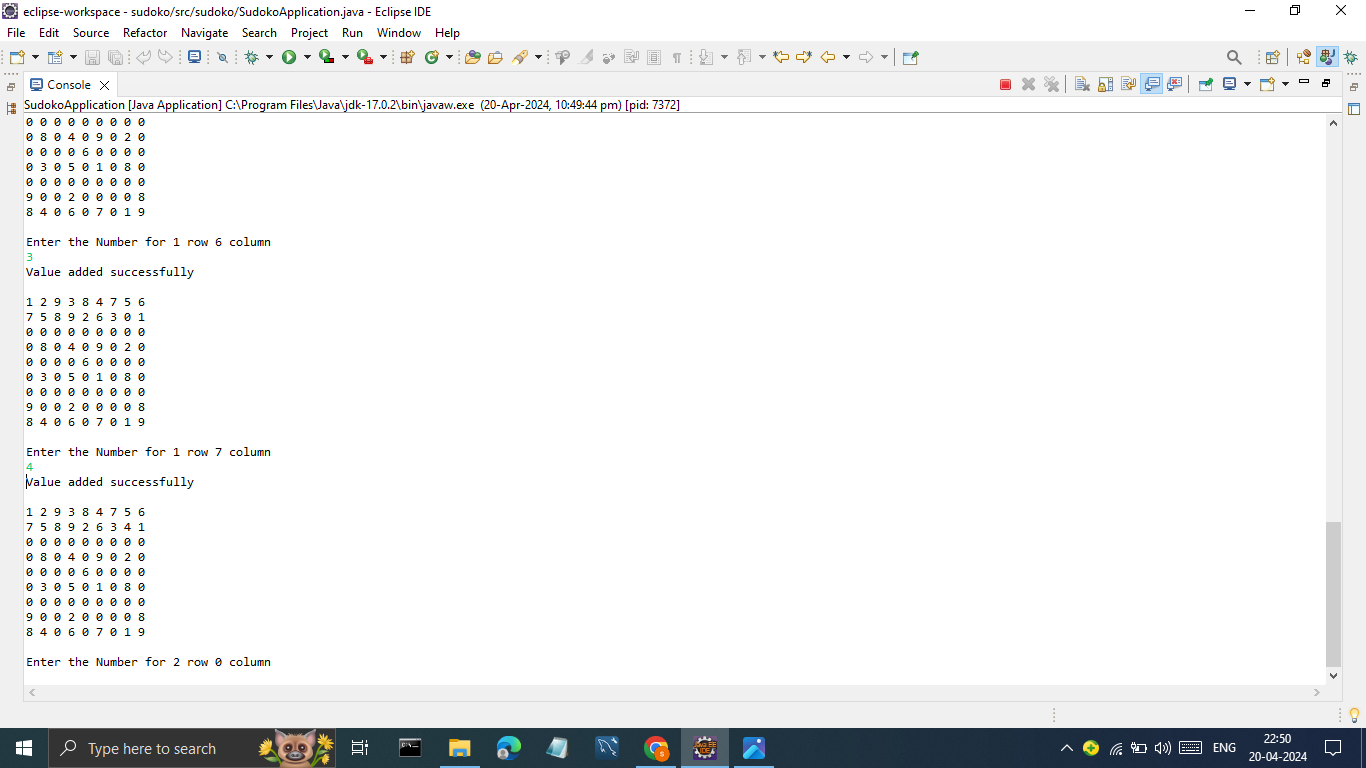 eclipse-workspace - sudoko/src/sudoko/SudokoApplication.java - Eclipse IDE
File Edit Source Refactor Navigate Search Project Run Window Help
Console
SudokoApplication [Java Application] C:\Program Files\Java\jdk-17.0.2\bin\javaw.exe (20-Apr-2024, 10:49:44 pm) [pid: 7372]
0 0 0 0 0 0 0 0 0
0 8 0 4 0 9 0 2 0
0 0 0 0 6 0 0 0 0
0 3 0 5 0 1 0 8 0
0 0 0 0 0 0 0 0 0
9 0 0 2 0 0 0 0 8
8 4 0 6 0 7 0 1 9
Enter the Number for 1 row 6 column
3
Value added successfully
1 2 9 3 8 4 7 5 6
7 5 8 9 2 6 3 0 1
0 0 0 0 0 0 0 0 0
0 8 0 4 0 9 0 2 0
0 0 0 0 6 0 0 0 0
0 3 0 5 0 1 0 8 0
0 0 0 0 0 0 0 0 0
9 0 0 2 0 0 0 0 8
8 4 0 6 0 7 0 1 9
Enter the Number for 1 row 7 column
4
Value added successfully
1 2 9 3 8 4 7 5 6
7 5 8 9 2 6 3 4 1
0 0 0 0 0 0 0 0 0
0 8 0 4 0 9 0 2 0
0 0 0 0 6 0 0 0 0
0 3 0 5 0 1 0 8 0
0 0 0 0 0 0 0 0 0
9 0 0 2 0 0 0 0 8
8 4 0 6 0 7 0 1 9
Enter the Number for 2 row 0 column
Type here to search
ENG
22:50
20-04-2024